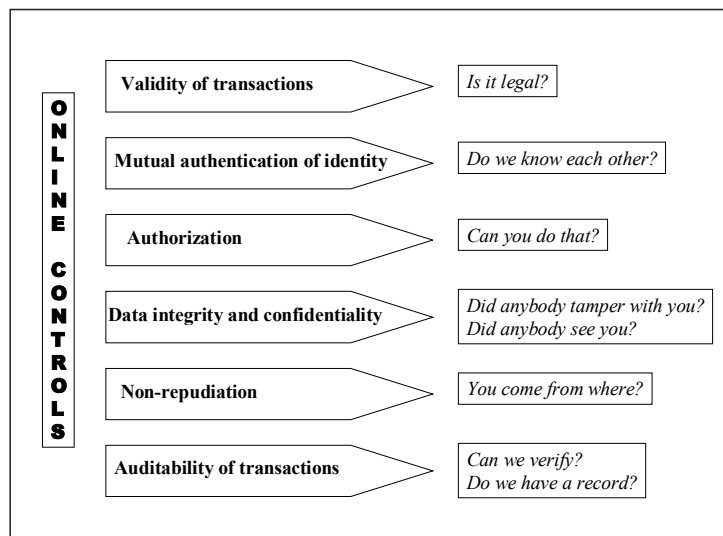 ONLINE CONTROLS
Validity of transactions
Is it legal?
Mutual authentication of identity
Do we know each other?
Authorization
Can you do that?
Data integrity and confidentiality
Did anybody tamper with you?
Did anybody see you?
Non-repudiation
You come from where?
Auditability of transactions
Can we verify?
Do we have a record?